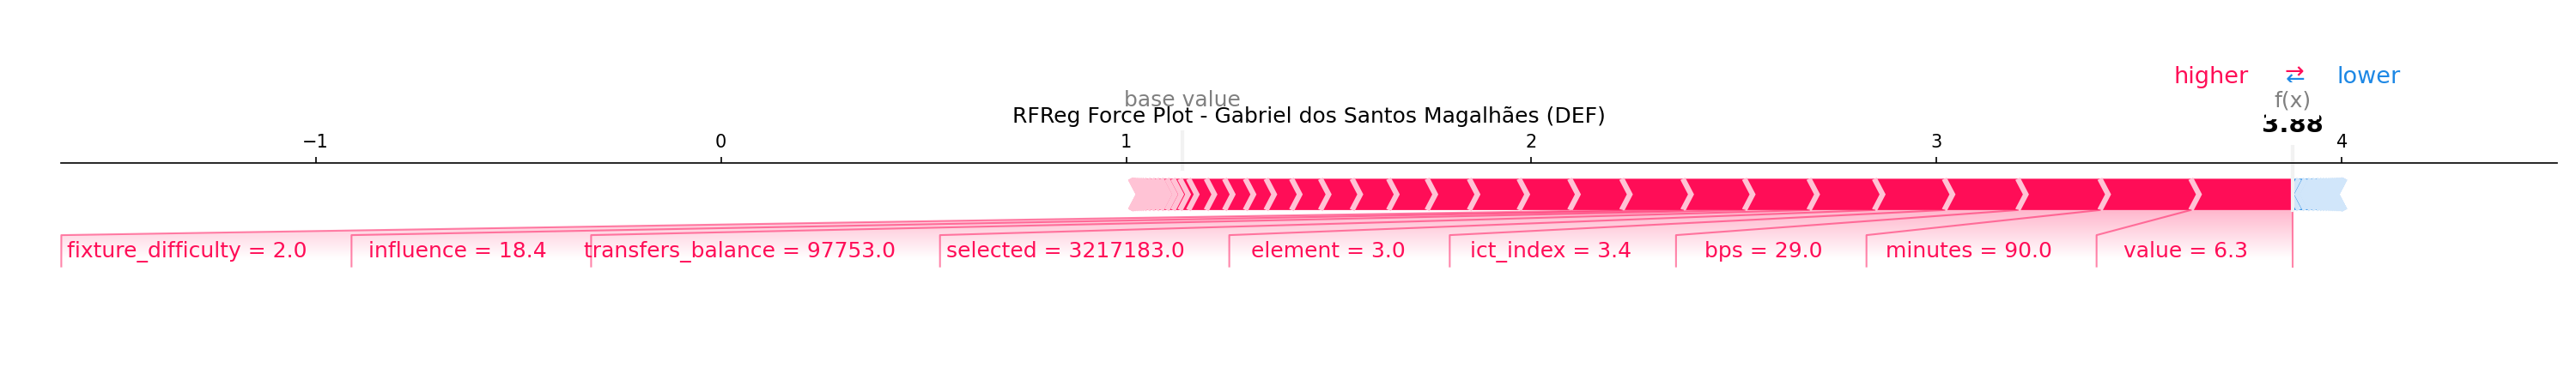 higher ⇄ lower
base value
f(x)
RFReg Force Plot - Gabriel dos Santos Magalhães (DEF)
3.88
−1 0 1 2 3 4
fixture_difficulty = 2.0 influence = 18.4 transfers_balance = 97753.0 selected = 3217183.0 element = 3.0 ict_index = 3.4 bps = 29.0 minutes = 90.0 value = 6.3